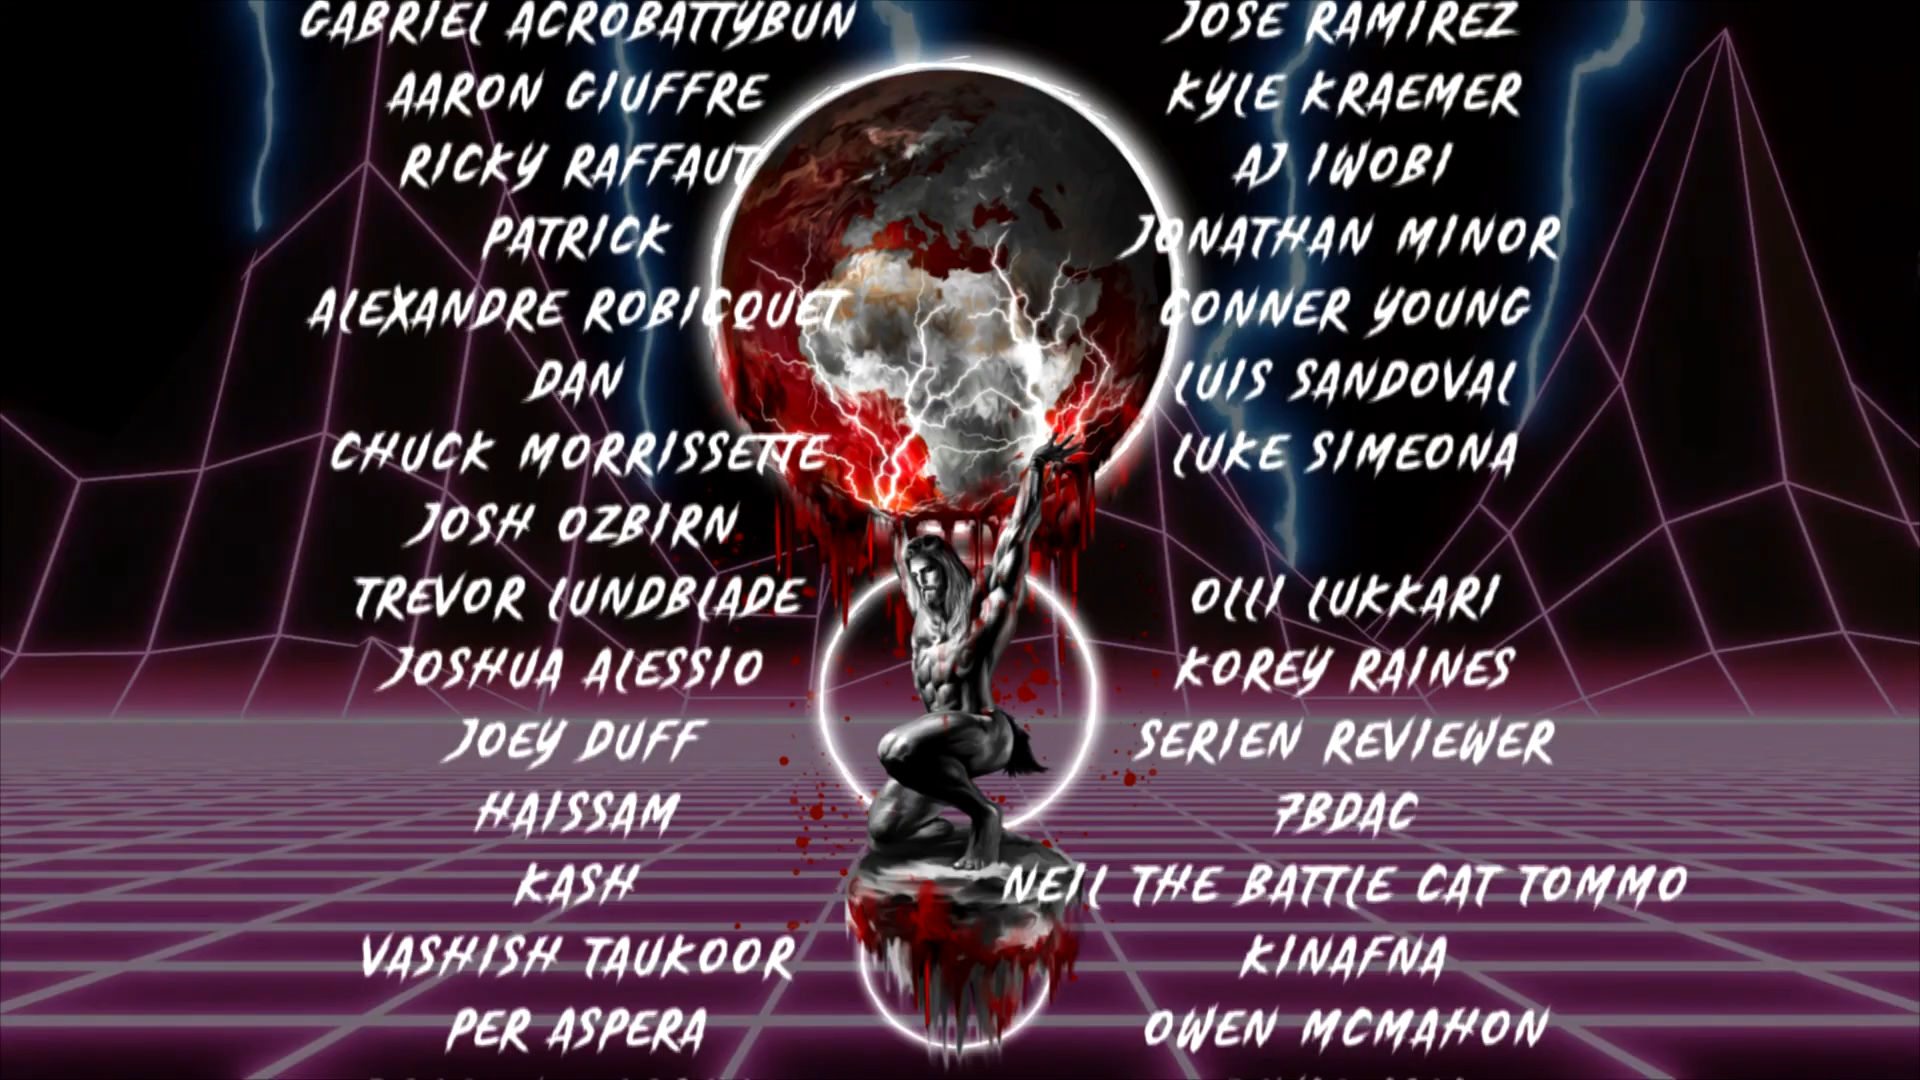 GABRIEL ACROBATTYBUN
AARON GIUFFRE
RICKY RAFFAUT
PATRICK
ALEXANDRE ROBICQUET
DAN
CHUCK MORRISSETTE
JOSH OZBIRN
TREVOR LUNDBLADE
JOSHUA ALESSIO
JOEY DUFF
HAISSAM
KASH
VASHISH TAUKOOR
PER ASPERA
JOSE RAMIREZ
KYLE KRAEMER
AJ IWOBI
JONATHAN MINOR
CONNER YOUNG
LUIS SANDOVAL
LUKE SIMEONA
OLLI LUKKARI
KOREY RAINES
SERIEN REVIEWER
7BDAC
NEIL THE BATTLE CAT TOMMO
KINAFNA
OWEN MCMAHON